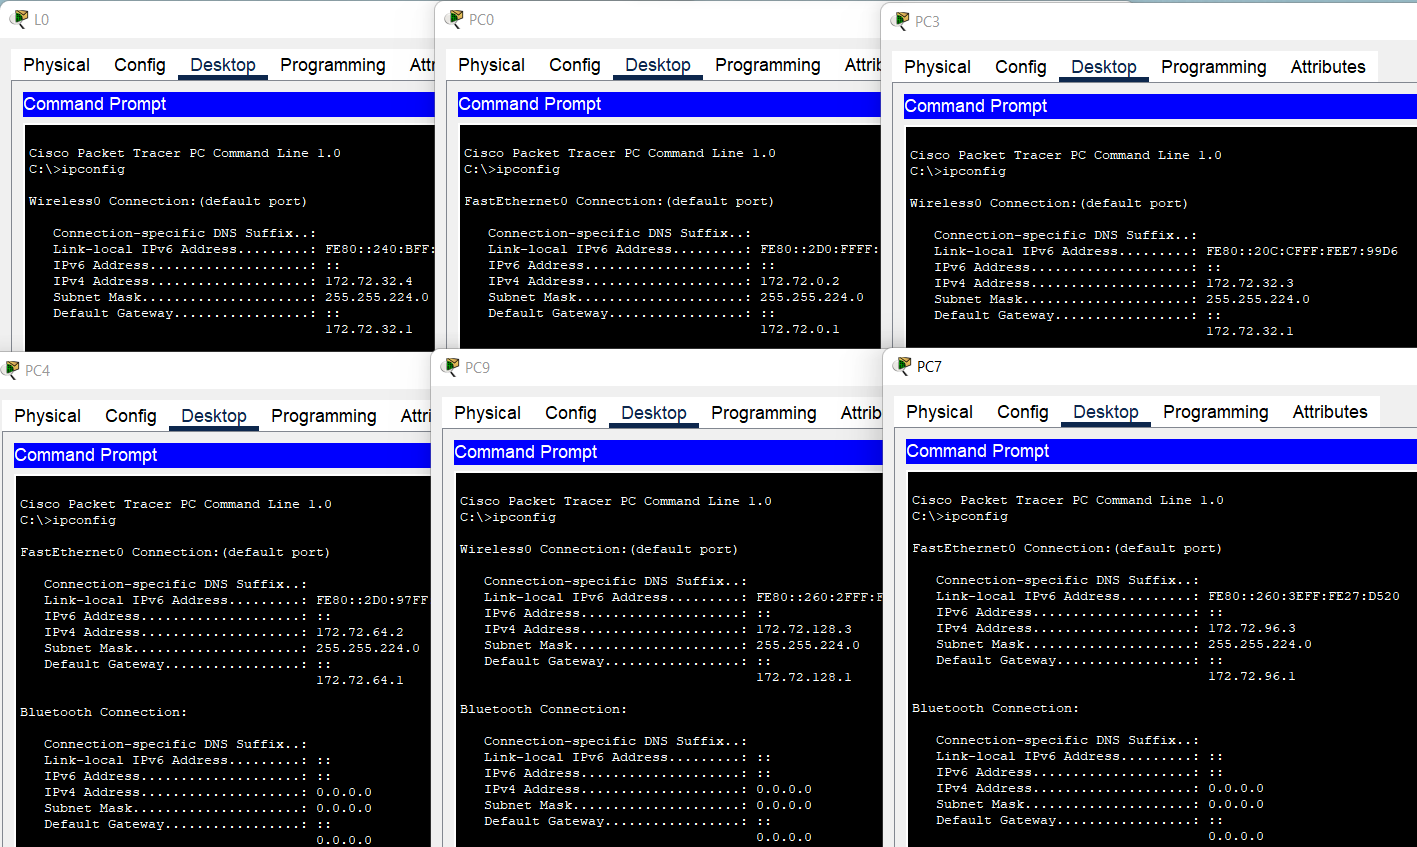 L0
Physical Config Desktop Programming Attr
Command Prompt
Cisco Packet Tracer PC Command Line 1.0
C:\>ipconfig
Wireless0 Connection:(default port)
Connection-specific DNS Suffix..:
Link-local IPv6 Address.........: FE80::240:BFF:
IPv6 Address....................: ::
IPv4 Address....................: 172.72.32.4
Subnet Mask.....................: 255.255.224.0
Default Gateway.................: ::
172.72.32.1
PC0
Physical Config Desktop Programming Attrib
Command Prompt
Cisco Packet Tracer PC Command Line 1.0
C:\>ipconfig
FastEthernet0 Connection:(default port)
Connection-specific DNS Suffix..:
Link-local IPv6 Address.........: FE80::2D0:FFFF:
IPv6 Address....................: ::
IPv4 Address....................: 172.72.0.2
Subnet Mask.....................: 255.255.224.0
Default Gateway.................: ::
172.72.0.1
PC3
Physical Config Desktop Programming Attributes
Command Prompt
Cisco Packet Tracer PC Command Line 1.0
C:\>ipconfig
Wireless0 Connection:(default port)
Connection-specific DNS Suffix..:
Link-local IPv6 Address.........: FE80::20C:CFFF:FEE7:99D6
IPv6 Address....................: ::
IPv4 Address....................: 172.72.32.3
Subnet Mask.....................: 255.255.224.0
Default Gateway.................: ::
172.72.32.1
PC4
Physical Config Desktop Programming Attri
Command Prompt
Cisco Packet Tracer PC Command Line 1.0
C:\>ipconfig
FastEthernet0 Connection:(default port)
Connection-specific DNS Suffix..:
Link-local IPv6 Address.........: FE80::2D0:97FF
IPv6 Address....................: ::
IPv4 Address....................: 172.72.64.2
Subnet Mask.....................: 255.255.224.0
Default Gateway.................: ::
172.72.64.1
Bluetooth Connection:
Connection-specific DNS Suffix..:
Link-local IPv6 Address.........: ::
IPv6 Address....................: ::
IPv4 Address....................: 0.0.0.0
Subnet Mask.....................: 0.0.0.0
Default Gateway.................: ::
0.0.0.0
PC9
Physical Config Desktop Programming Attrib
Command Prompt
Cisco Packet Tracer PC Command Line 1.0
C:\>ipconfig
Wireless0 Connection:(default port)
Connection-specific DNS Suffix..:
Link-local IPv6 Address.........: FE80::260:2FFF:F
IPv6 Address....................: ::
IPv4 Address....................: 172.72.128.3
Subnet Mask.....................: 255.255.224.0
Default Gateway.................: ::
172.72.128.1
Bluetooth Connection:
Connection-specific DNS Suffix..:
Link-local IPv6 Address.........: ::
IPv6 Address....................: ::
IPv4 Address....................: 0.0.0.0
Subnet Mask.....................: 0.0.0.0
Default Gateway.................: ::
0.0.0.0
PC7
Physical Config Desktop Programming Attributes
Command Prompt
Cisco Packet Tracer PC Command Line 1.0
C:\>ipconfig
FastEthernet0 Connection:(default port)
Connection-specific DNS Suffix..:
Link-local IPv6 Address.........: FE80::260:3EFF:FE27:D520
IPv6 Address....................: ::
IPv4 Address....................: 172.72.96.3
Subnet Mask.....................: 255.255.224.0
Default Gateway.................: ::
172.72.96.1
Bluetooth Connection:
Connection-specific DNS Suffix..:
Link-local IPv6 Address.........: ::
IPv6 Address....................: ::
IPv4 Address....................: 0.0.0.0
Subnet Mask.....................: 0.0.0.0
Default Gateway.................: ::
0.0.0.0